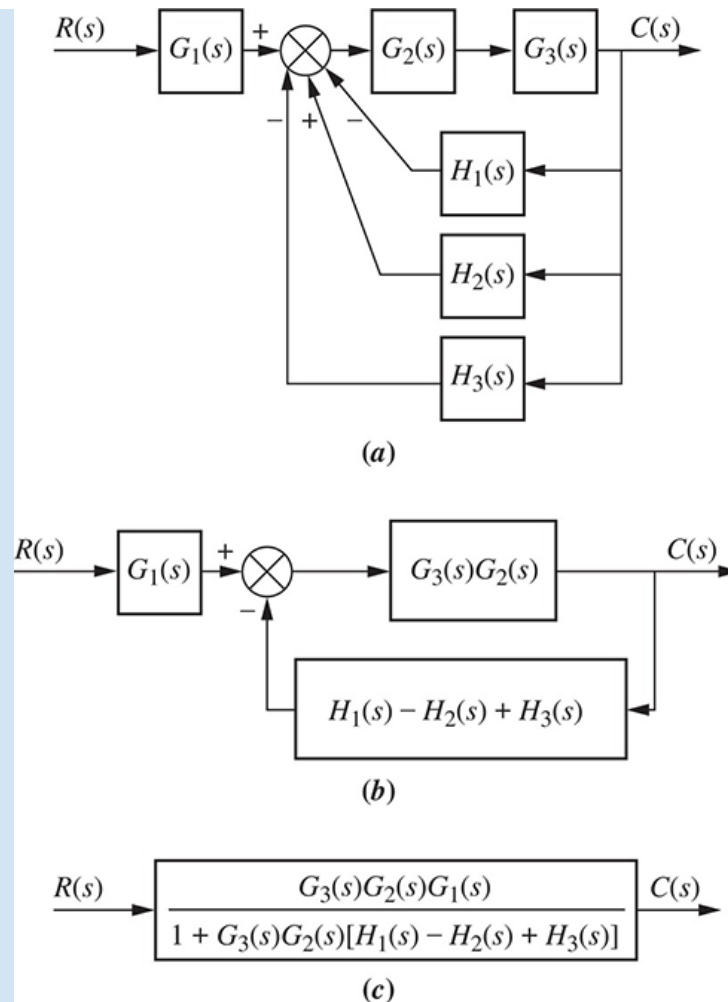 R(s) G₁(s) + G₂(s) G₃(s) C(s)
− + −
H₁(s)
H₂(s)
H₃(s)
(a)
R(s) G₁(s) + G₃(s)G₂(s) C(s)
−
H₁(s) − H₂(s) + H₃(s)
(b)
R(s) G₃(s)G₂(s)G₁(s) C(s)
1 + G₃(s)G₂(s)[H₁(s) − H₂(s) + H₃(s)]
(c)